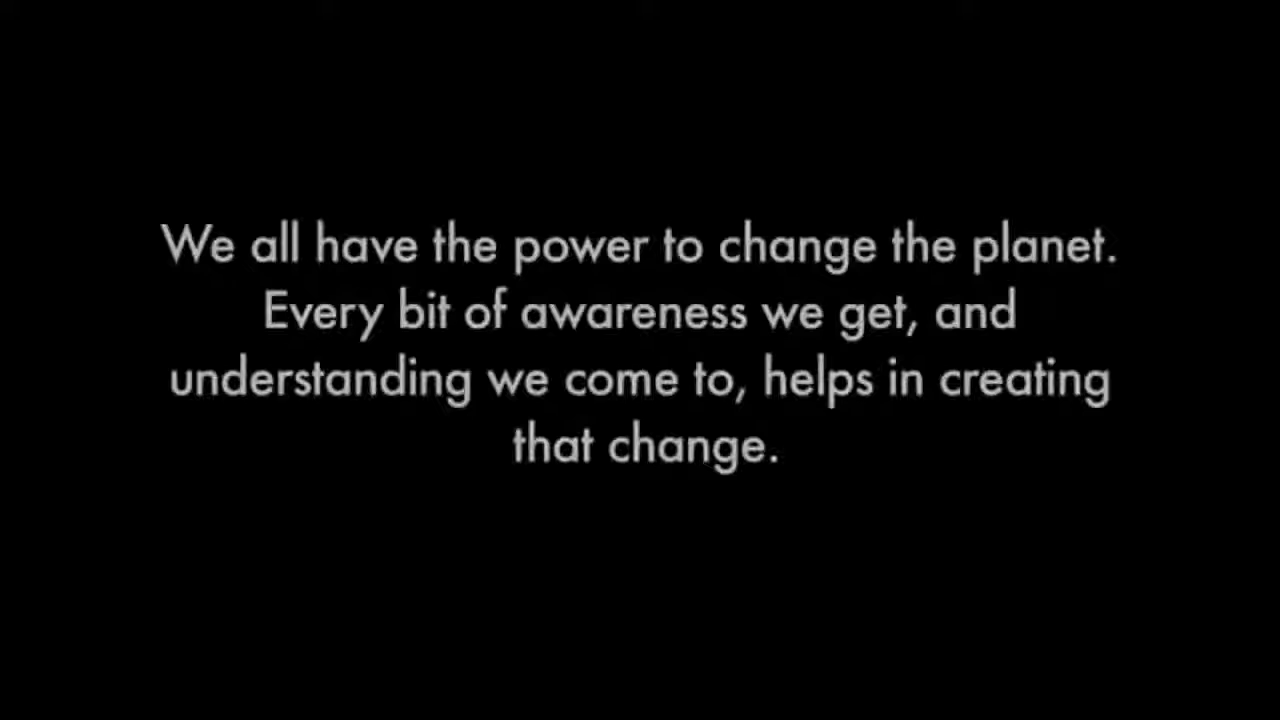 We all have the power to change the planet.
Every bit of awareness we get, and
understanding we come to, helps in creating
that change.